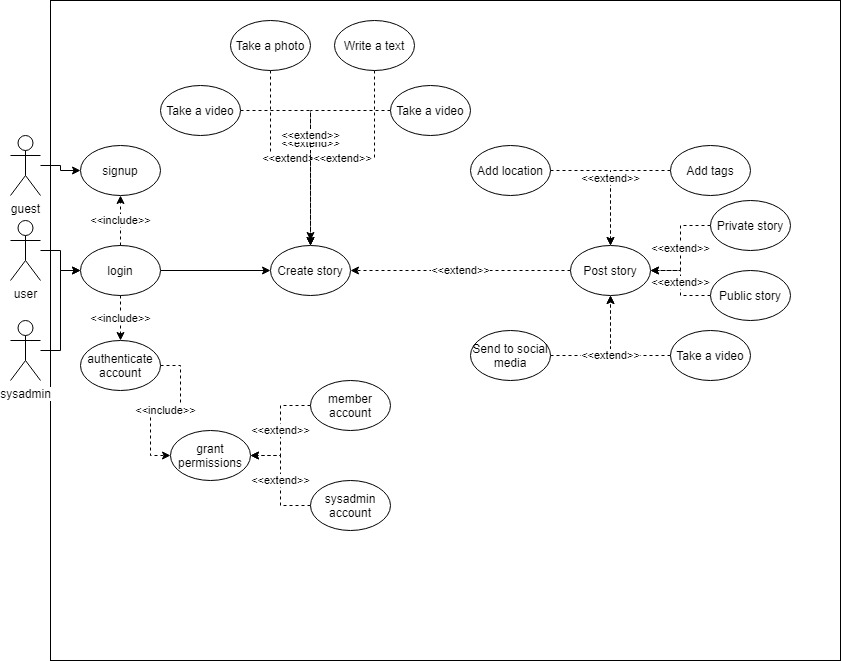 Take a photo
Write a text
Take a video
Take a video
<<extend>>
<<extend>>
<<extend>>
<<extend>>
guest
signup
<<include>>
Add location
<<extend>>
Add tags
user
login
Create story
<<extend>>
Post story
<<extend>>
Private story
<<extend>>
Public story
<<include>>
sysadmin
authenticate
account
Send to social
media
<<extend>>
Take a video
<<include>>
member
account
<<extend>>
grant
permissions
<<extend>>
sysadmin
account